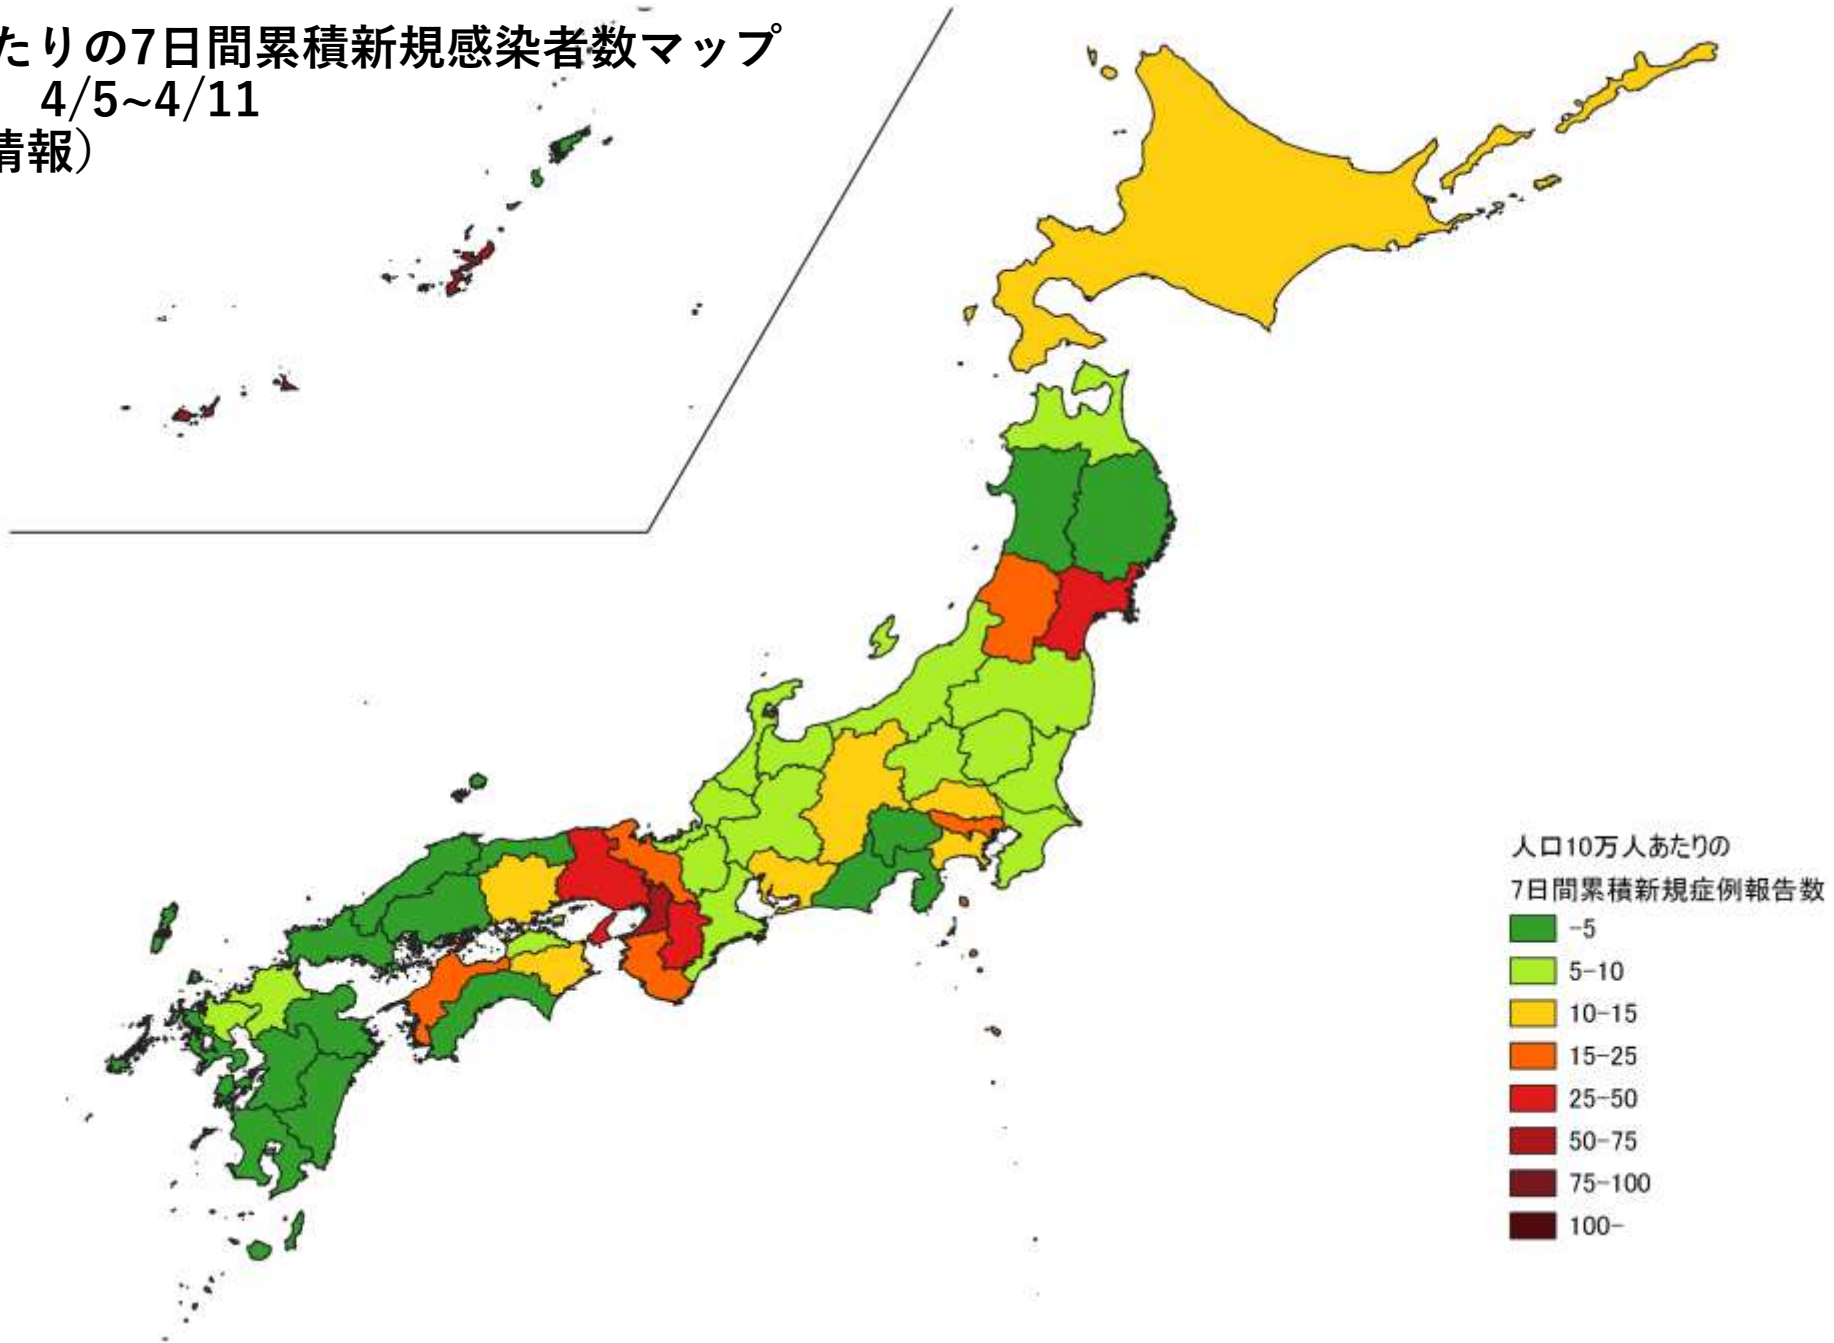 たりの7日間累積新規感染者数マップ
4/5~4/11
情報）
人口10万人あたりの
7日間累積新規症例報告数
-5
5-10
10-15
15-25
25-50
50-75
75-100
100-